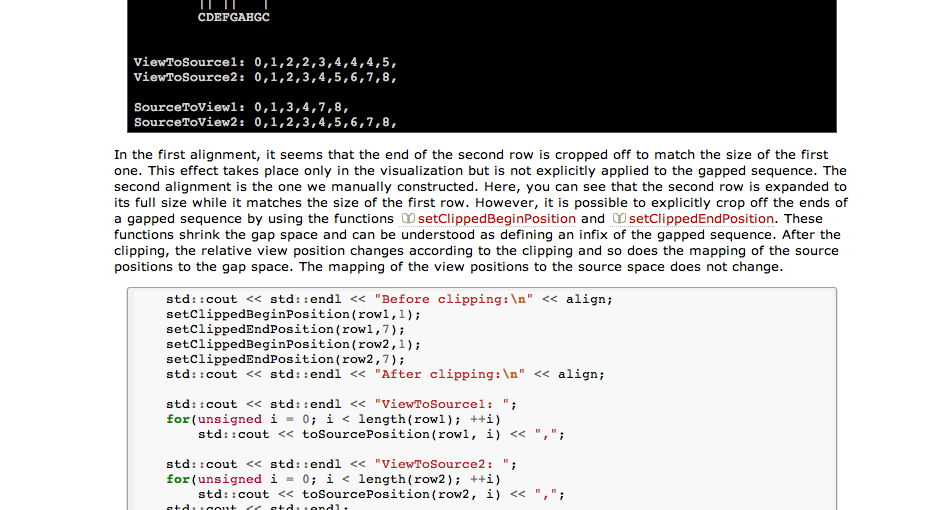 CDEFGAHGC
ViewToSource1: 0,1,2,2,3,4,4,4,5,
ViewToSource2: 0,1,2,3,4,5,6,7,8,
SourceToView1: 0,1,3,4,7,8,
SourceToView2: 0,1,2,3,4,5,6,7,8,
In the first alignment, it seems that the end of the second row is cropped off to match the size of the first
one. This effect takes place only in the visualization but is not explicitly applied to the gapped sequence. The
second alignment is the one we manually constructed. Here, you can see that the second row is expanded to
its full size while it matches the size of the first row. However, it is possible to explicitly crop off the ends of
a gapped sequence by using the functions setClippedBeginPosition and setClippedEndPosition. These
functions shrink the gap space and can be understood as defining an infix of the gapped sequence. After the
clipping, the relative view position changes according to the clipping and so does the mapping of the source
positions to the gap space. The mapping of the view positions to the source space does not change.
std::cout << std::endl << "Before clipping:\n" << align;
setClippedBeginPosition(row1,1);
setClippedEndPosition(row1,7);
setClippedBeginPosition(row2,1);
setClippedEndPosition(row2,7);
std::cout << std::endl << "After clipping:\n" << align;
std::cout << std::endl << "ViewToSource1: ";
for(unsigned i = 0; i < length(row1); ++i)
std::cout << toSourcePosition(row1, i) << ",";
std::cout << std::endl << "ViewToSource2: ";
for(unsigned i = 0; i < length(row2); ++i)
std::cout << toSourcePosition(row2, i) << ",";
std::cout << std::endl;